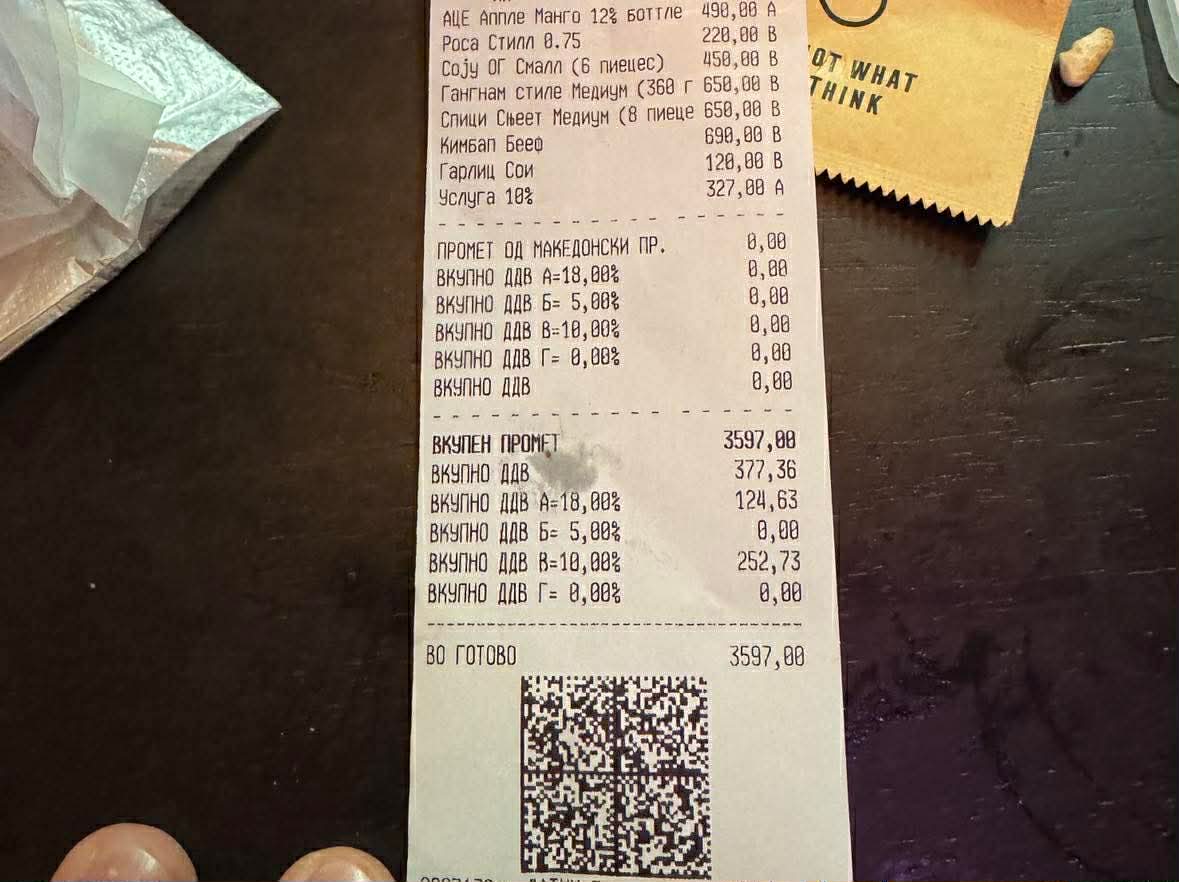 АЦЕ Аппле Манго 12% боттле 490,00 А
Роса Стилл 0.75 220,00 В
Сојџ ОГ Смалл (6 пиецес) 450,00 В
Гангнам стиле Медиум (360 г 650,00 В
Спици Сњеет Медиум (8 пиеце 650,00 В
Кимбап Бееф 690,00 В
Гарлиц Сои 120,00 В
Услуга 10% 327,00 А
ПРОМЕТ ОД МАКЕДОНСКИ ПР. 0,00
ВКУПНО ДДВ А=18,00% 0,00
ВКУПНО ДДВ Б= 5,00% 0,00
ВКУПНО ДДВ В=10,00% 0,00
ВКУПНО ДДВ Г= 0,00% 0,00
ВКУПНО ДДВ 0,00
ВКУПЕН ПРОМЕТ 3597,00
ВКУПНО ДДВ 377,36
ВКУПНО ДДВ А=18,00% 124,63
ВКУПНО ДДВ Б= 5,00% 0,00
ВКУПНО ДДВ В=10,00% 252,73
ВКУПНО ДДВ Г= 0,00% 0,00
ВО ГОТОВО 3597,00
WHAT
THINK